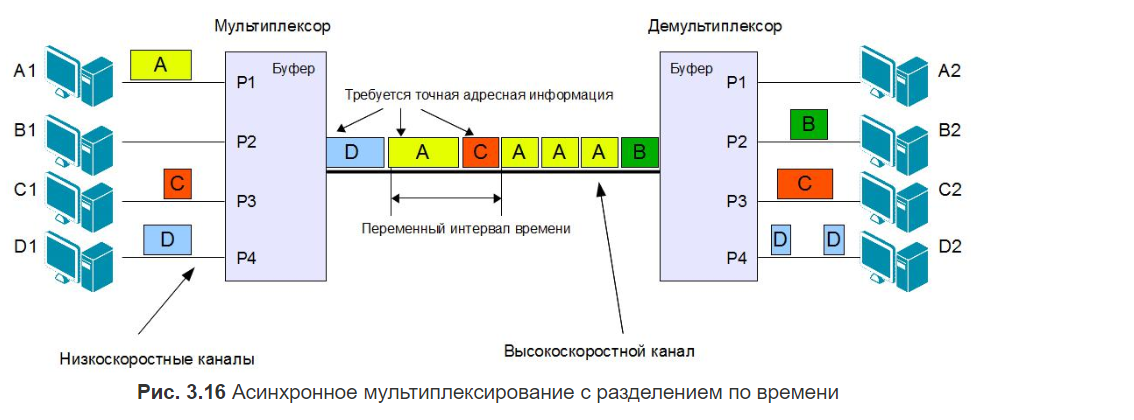 Мультиплексор
Демультиплексор
A1
A
P1
Буфер
Требуется точная адресная информация
Буфер
P1
A2
B1
P2
D
A
C
A
A
A
B
P2
B
B2
C1
C
P3
Переменный интервал времени
P3
C
C2
D1
D
P4
P4
D
D
D2
Низкоскоростные каналы
Высокоскоростной канал
Рис. 3.16 Асинхронное мультиплексирование с разделением по времени